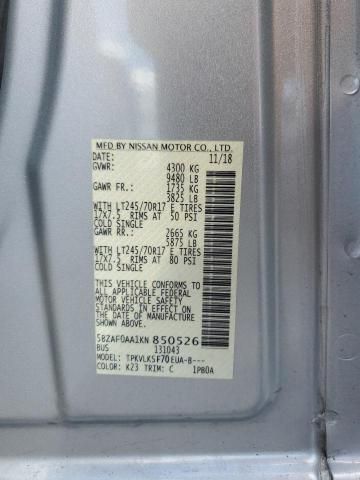 MFD BY NISSAN MOTOR CO., LTD.
DATE: 11/18
GVWR: 4300 KG
9480 LB
GAWR FR.: 1735 KG
3825 LB
WITH LT245/70R17 E TIRES
17X7.5 RIMS AT 50 PSI
COLD SINGLE
GAWR RR.: 2665 KG
5875 LB
WITH LT245/70R17 E TIRES
17X7.5 RIMS AT 80 PSI
COLD SINGLE
THIS VEHICLE CONFORMS TO
ALL APPLICABLE FEDERAL
MOTOR VEHICLE SAFETY
STANDARDS IN EFFECT ON
THE DATE OF MANUFACTURE
SHOWN ABOVE.
5BZAF0AA1KN 850526
BUS 131043
MODEL: TPKVLKSF70EUA-B---
COLOR: K23 TRIM: C 1PB0A